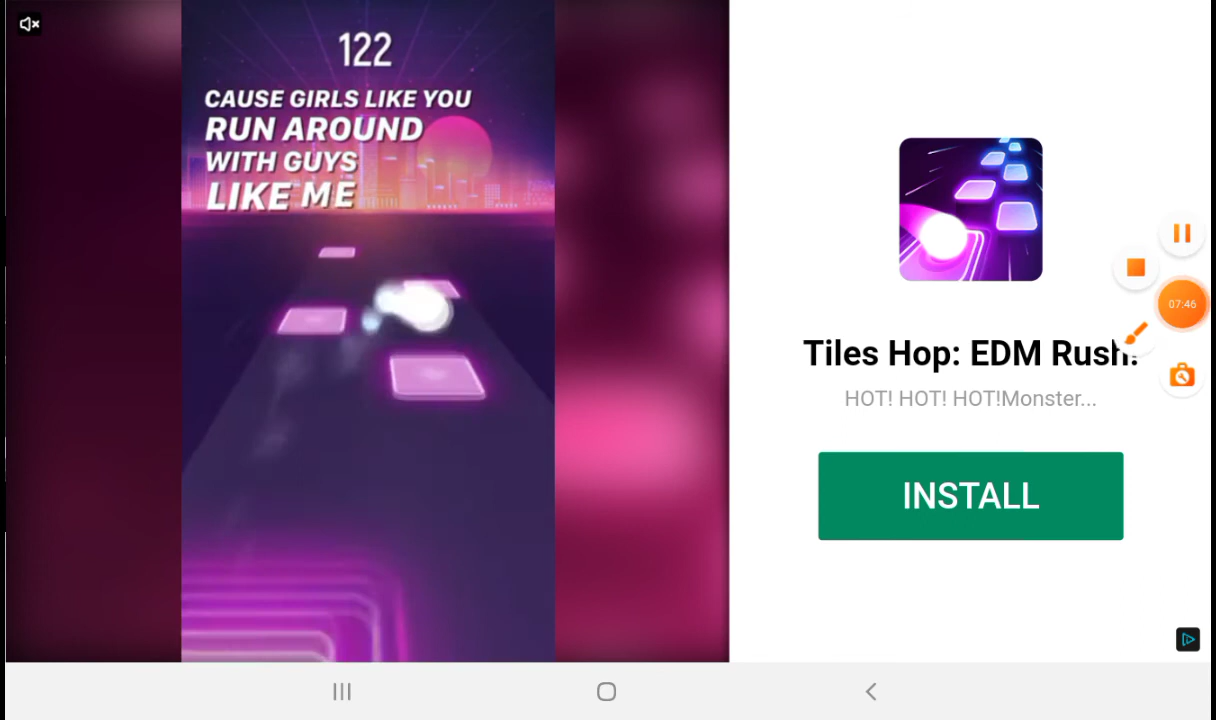 122
CAUSE GIRLS LIKE YOU
RUN AROUND
WITH GUYS
LIKE ME
Tiles Hop: EDM Rush!
HOT! HOT! HOT!Monster...
INSTALL
07:46